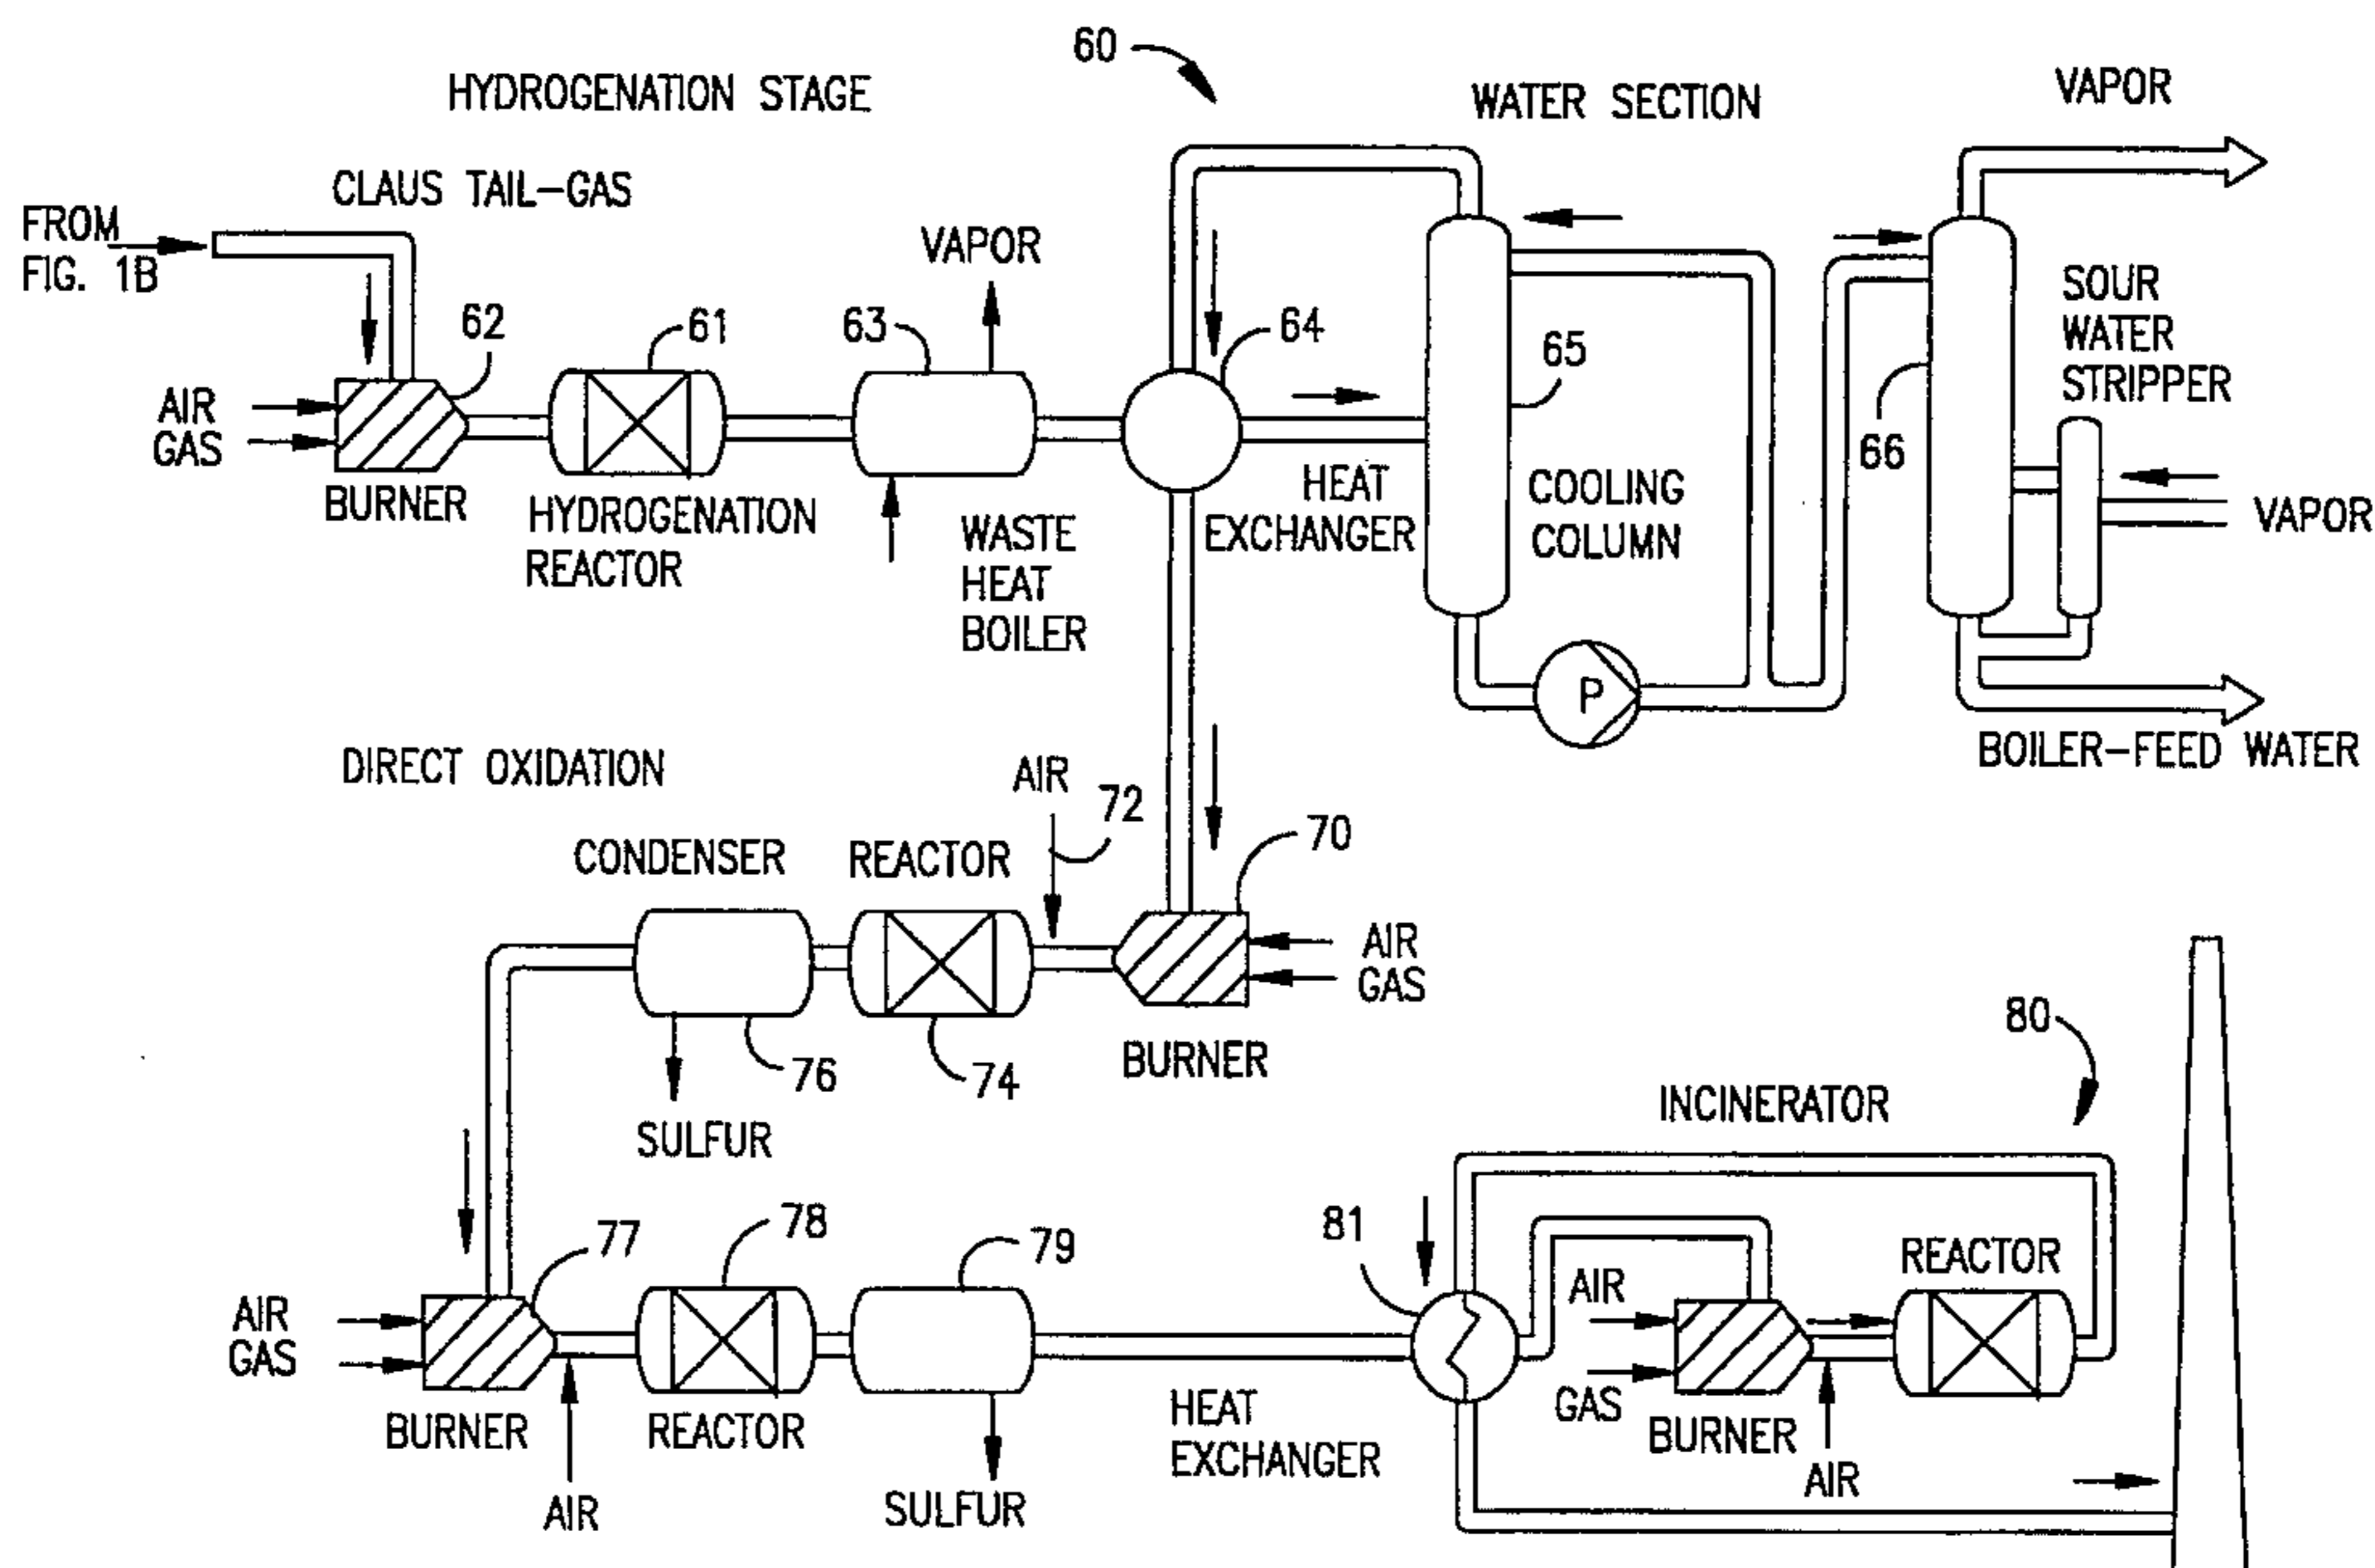 60
HYDROGENATION STAGE
WATER SECTION
VAPOR
CLAUS TAIL-GAS
FROM
FIG. 1B
VAPOR
62
61
63
64
65
66
SOUR
WATER
STRIPPER
AIR
GAS
BURNER
HYDROGENATION
REACTOR
WASTE
HEAT
BOILER
HEAT
EXCHANGER
COOLING
COLUMN
VAPOR
P
BOILER-FEED WATER
DIRECT OXIDATION
AIR
72
70
CONDENSER
REACTOR
AIR
GAS
BURNER
76
74
SULFUR
80
INCINERATOR
77
78
79
81
AIR
GAS
BURNER
AIR
REACTOR
SULFUR
HEAT
EXCHANGER
AIR
GAS
BURNER
AIR
REACTOR